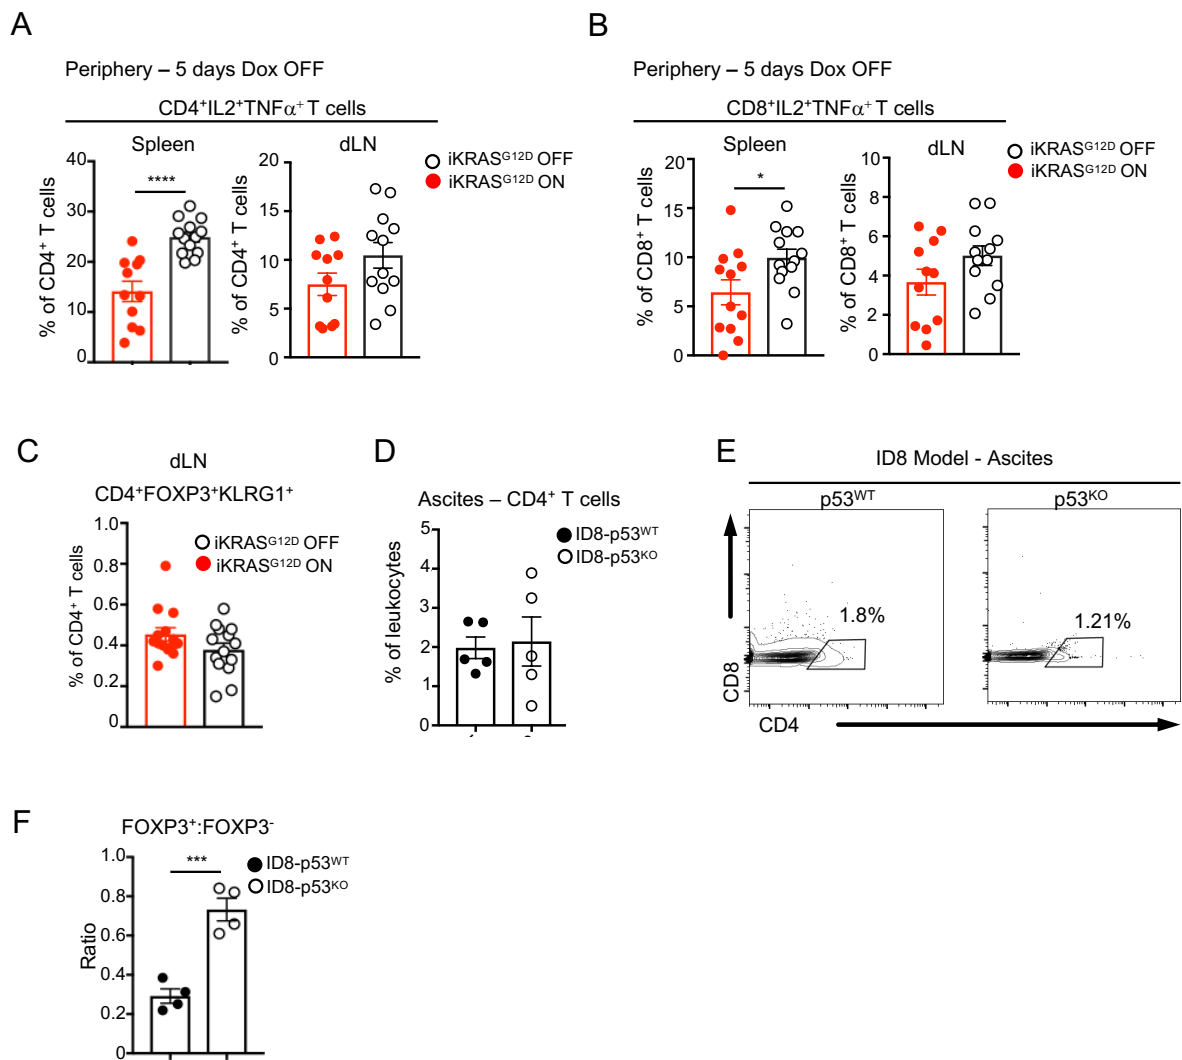 A
Periphery – 5 days Dox OFF
CD4⁺IL2⁺TNFα⁺ T cells
Spleen
dLN
iKRASᴳ¹²ᴰ OFF
iKRASᴳ¹²ᴰ ON
% of CD4⁺ T cells
40
30
20
10
0
****
% of CD4⁺ T cells
20
15
10
5
0
B
Periphery – 5 days Dox OFF
CD8⁺IL2⁺TNFα⁺ T cells
Spleen
dLN
iKRASᴳ¹²ᴰ OFF
iKRASᴳ¹²ᴰ ON
% of CD8⁺ T cells
20
15
10
5
0
*
% of CD8⁺ T cells
10
8
6
4
2
0
C
dLN
CD4⁺FOXP3⁺KLRG1⁺
iKRASᴳ¹²ᴰ OFF
iKRASᴳ¹²ᴰ ON
% of CD4⁺ T cells
1.0
0.8
0.6
0.4
0.2
0
D
Ascites – CD4⁺ T cells
ID8-p53ᵂᵀ
ID8-p53ᴷᴼ
% of leukocytes
5
4
3
2
1
0
E
ID8 Model - Ascites
p53ᵂᵀ
p53ᴷᴼ
1.8%
1.21%
CD8
CD4
F
FOXP3⁺:FOXP3⁻
ID8-p53ᵂᵀ
ID8-p53ᴷᴼ
Ratio
1.0
0.8
0.6
0.4
0.2
0
***